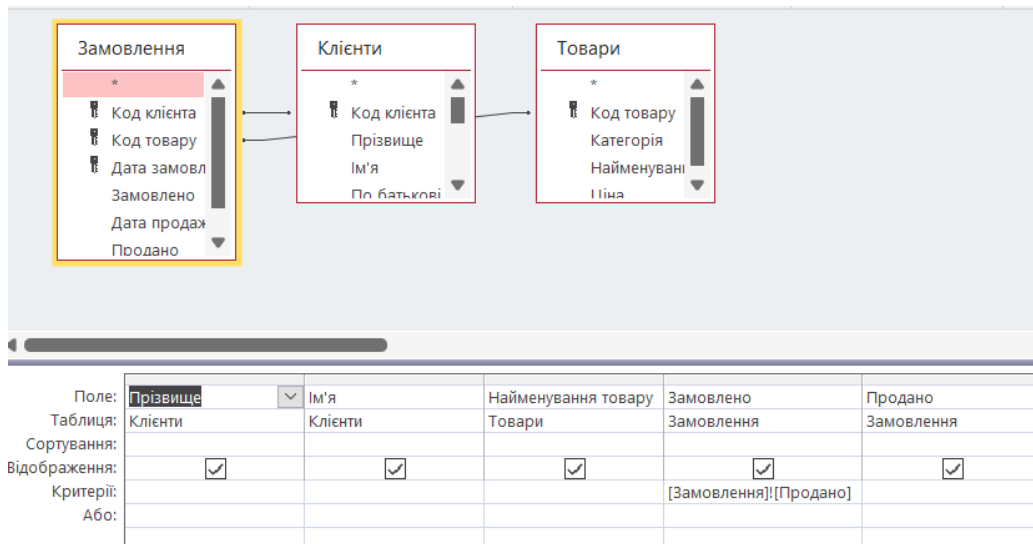 Замовлення
*
Код клієнта
Код товару
Дата замовл
Замовлено
Дата продаж
Продано
Клієнти
*
Код клієнта
Прізвище
Ім'я
По батькові
Товари
*
Код товару
Категорія
Найменуванн
Ціна
Поле: Прізвище Ім'я Найменування товару Замовлено Продано
Таблиця: Клієнти Клієнти Товари Замовлення Замовлення
Сортування:
Відображення:
Критерії: [Замовлення]![Продано]
Або: